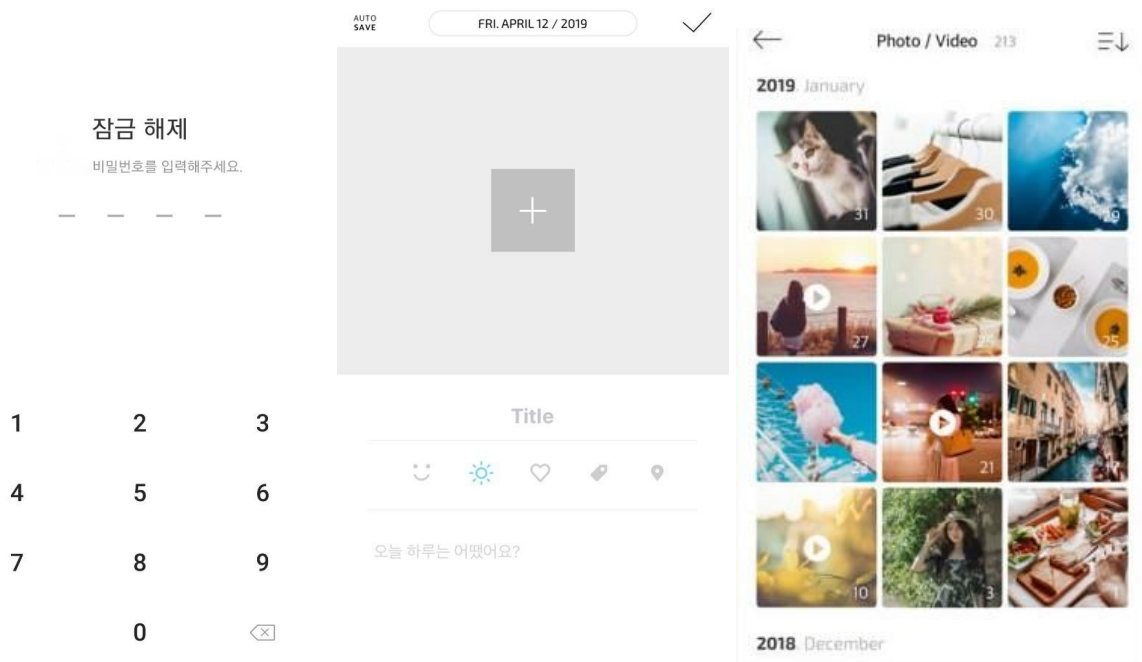 잠금 해제
비밀번호를 입력해주세요.
1 2 3
4 5 6
7 8 9
0
AUTO
SAVE
FRI. APRIL 12 / 2019
Title
오늘 하루는 어땠어요?
Photo / Video 213
2019. January
31 30 29
27 25
21 17
10 3 1
2018. December